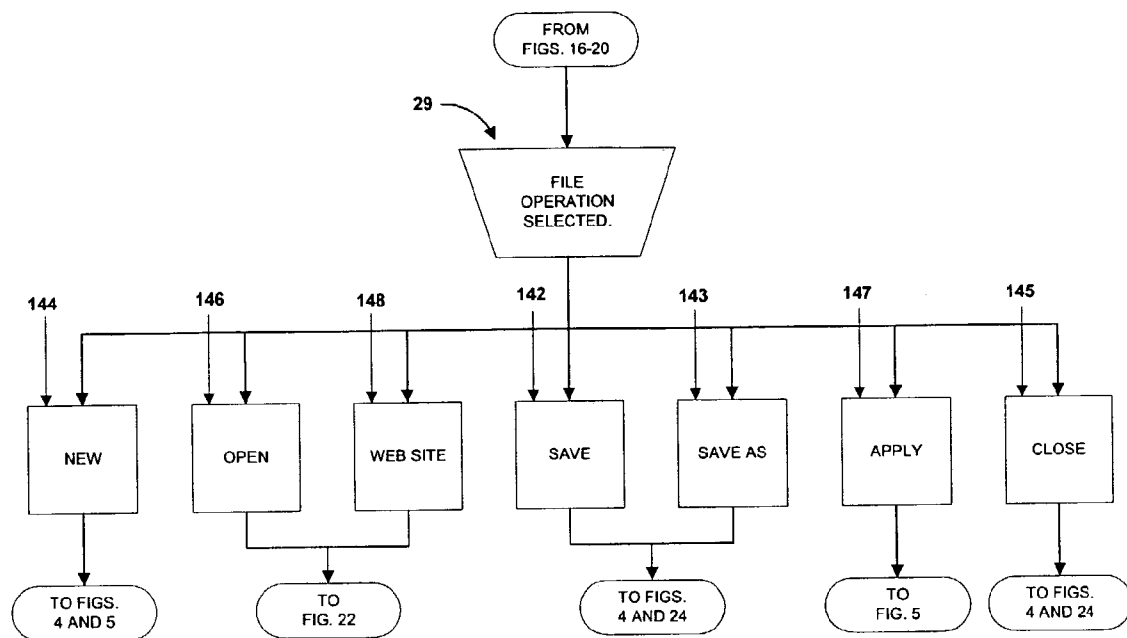 FROM
FIGS. 16-20
29
FILE
OPERATION
SELECTED.
144
146
148
142
143
147
145
NEW
OPEN
WEB SITE
SAVE
SAVE AS
APPLY
CLOSE
TO FIGS.
4 AND 5
TO
FIG. 22
TO FIGS.
4 AND 24
TO
FIG. 5
TO FIGS.
4 AND 24